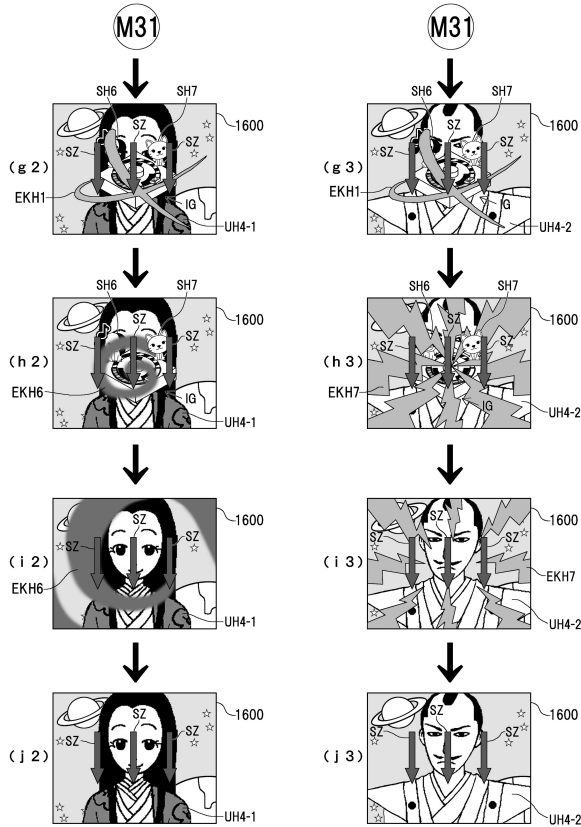 M31 M31
SH6 SH7 SH6 SH7
SZ 1600 SZ 1600
SZ SZ SZ SZ
(g2) (g3)
EKH1 IG EKH1 IG
UH4-1 UH4-2
SH6 SH7 SH6 SH7
SZ 1600 SZ 1600
SZ SZ SZ SZ
(h2) (h3)
EKH6 IG EKH7 IG
UH4-1 UH4-2
SZ 1600 SZ 1600
SZ SZ SZ SZ
(i2) (i3)
EKH6 EKH7
UH4-1 UH4-2
SZ 1600 SZ 1600
SZ SZ SZ SZ
(j2) (j3)
UH4-1 UH4-2